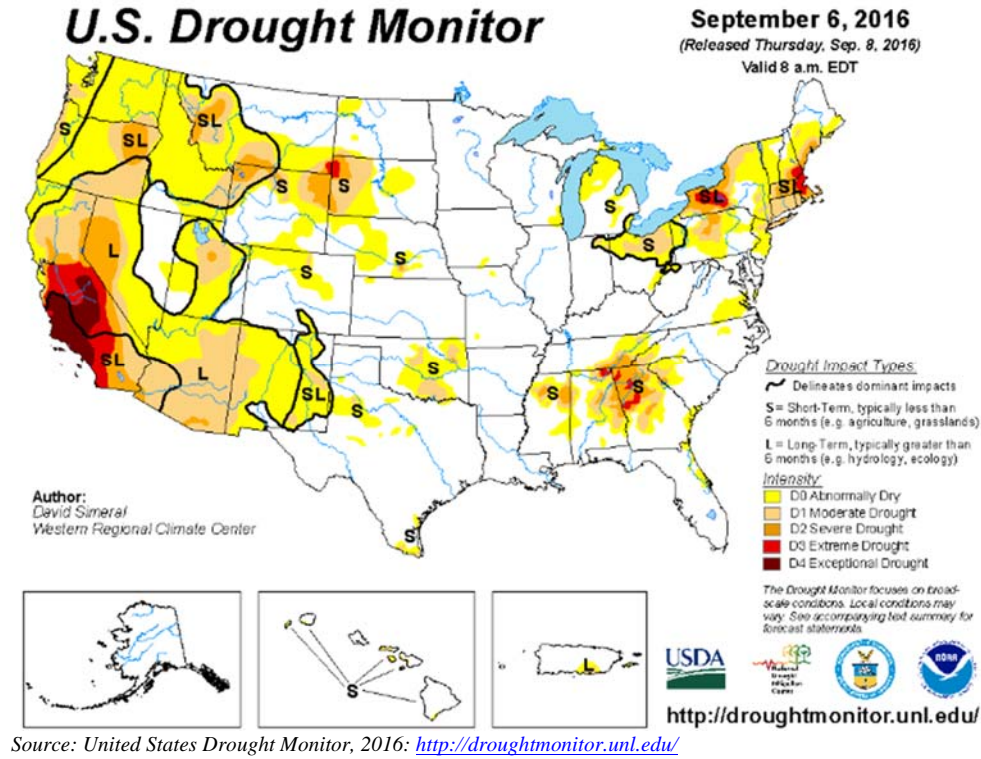 U.S. Drought Monitor
September 6, 2016
(Released Thursday, Sep. 8, 2016)
Valid 8 a.m. EDT
S
SL
SL
S
S
L
S
S
SL
L
SL
S
S
S
S
S
S
S
SL
SL
Drought Impact Types:
Delineates dominant impacts
S = Short-Term, typically less than
6 months (e.g. agriculture, grasslands)
L = Long-Term, typically greater than
6 months (e.g. hydrology, ecology)
Intensity:
D0 Abnormally Dry
D1 Moderate Drought
D2 Severe Drought
D3 Extreme Drought
D4 Exceptional Drought
Author:
David Simeral
Western Regional Climate Center
The Drought Monitor focuses on broad-
scale conditions. Local conditions may
vary. See accompanying text summary for
forecast statements.
S
L
USDA
National
Drought
Mitigation
Center
NOAA
http://droughtmonitor.unl.edu/
Source: United States Drought Monitor, 2016: http://droughtmonitor.unl.edu/